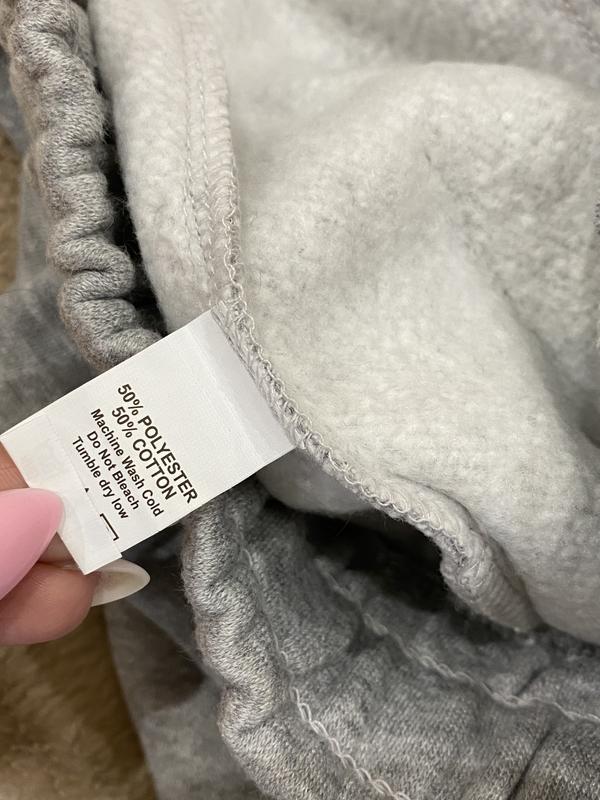 50% POLYESTER
50% COTTON
Machine Wash Cold
Do Not Bleach
Tumble dry low